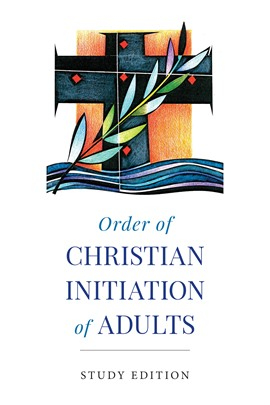 Order of
CHRISTIAN
INITIATION
of ADULTS
STUDY EDITION